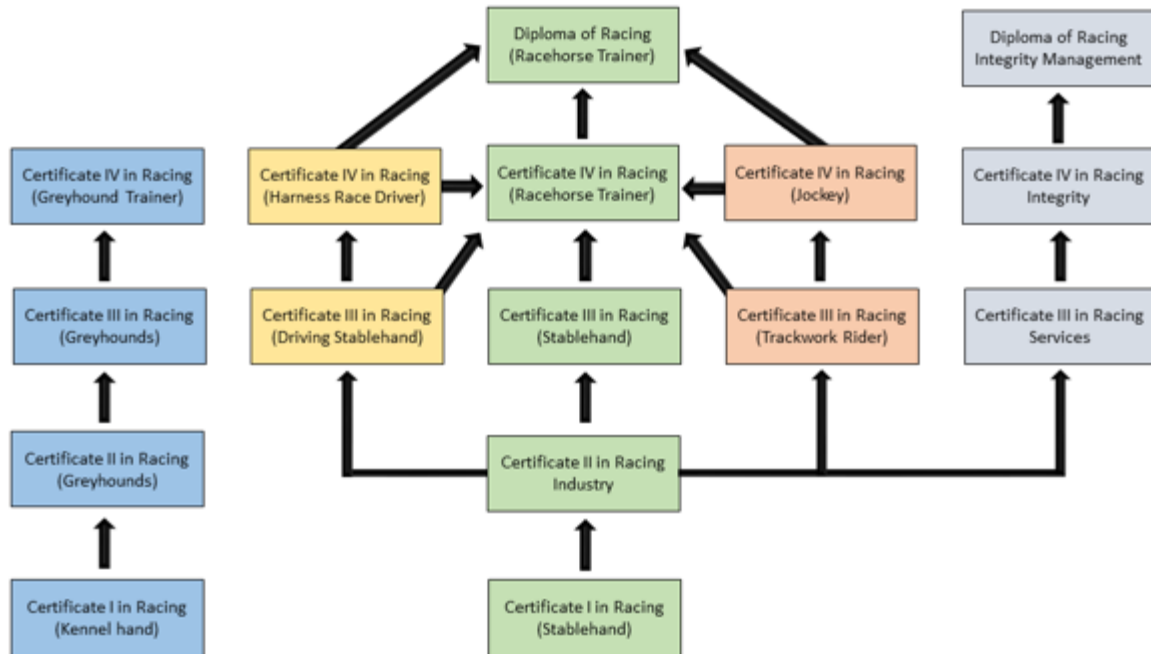 Diploma of Racing
(Racehorse Trainer)
Diploma of Racing
Integrity Management
Certificate IV in Racing
(Greyhound Trainer)
Certificate IV in Racing
(Harness Race Driver)
Certificate IV in Racing
(Racehorse Trainer)
Certificate IV in Racing
(Jockey)
Certificate IV in Racing
Integrity
Certificate III in Racing
(Greyhounds)
Certificate III in Racing
(Driving Stablehand)
Certificate III in Racing
(Stablehand)
Certificate III in Racing
(Trackwork Rider)
Certificate III in Racing
Services
Certificate II in Racing
(Greyhounds)
Certificate II in Racing
Industry
Certificate I in Racing
(Kennel hand)
Certificate I in Racing
(Stablehand)